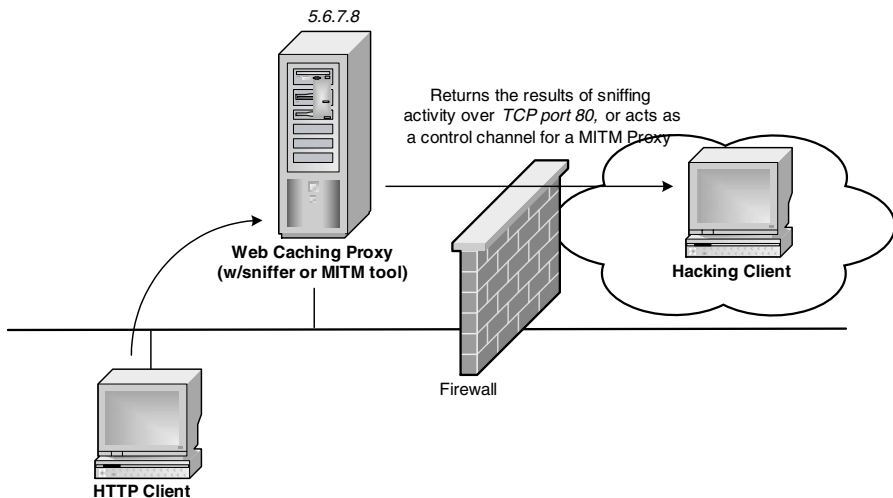 5.6.7.8
Returns the results of sniffing
activity over TCP port 80, or acts as
a control channel for a MITM Proxy
Web Caching Proxy
(w/sniffer or MITM tool)
Hacking Client
Firewall
HTTP Client